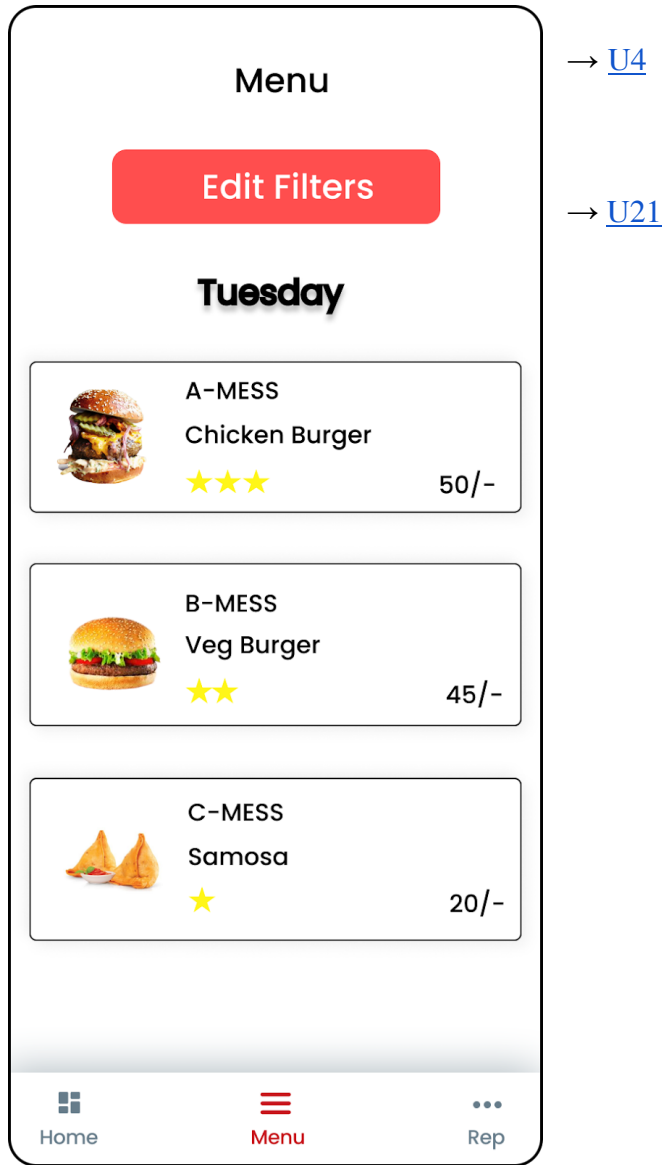 Menu
→ U4
Edit Filters
→ U21
Tuesday
A-MESS
Chicken Burger
★★★ 50/-
B-MESS
Veg Burger
★★ 45/-
C-MESS
Samosa
★ 20/-
Home Menu Rep